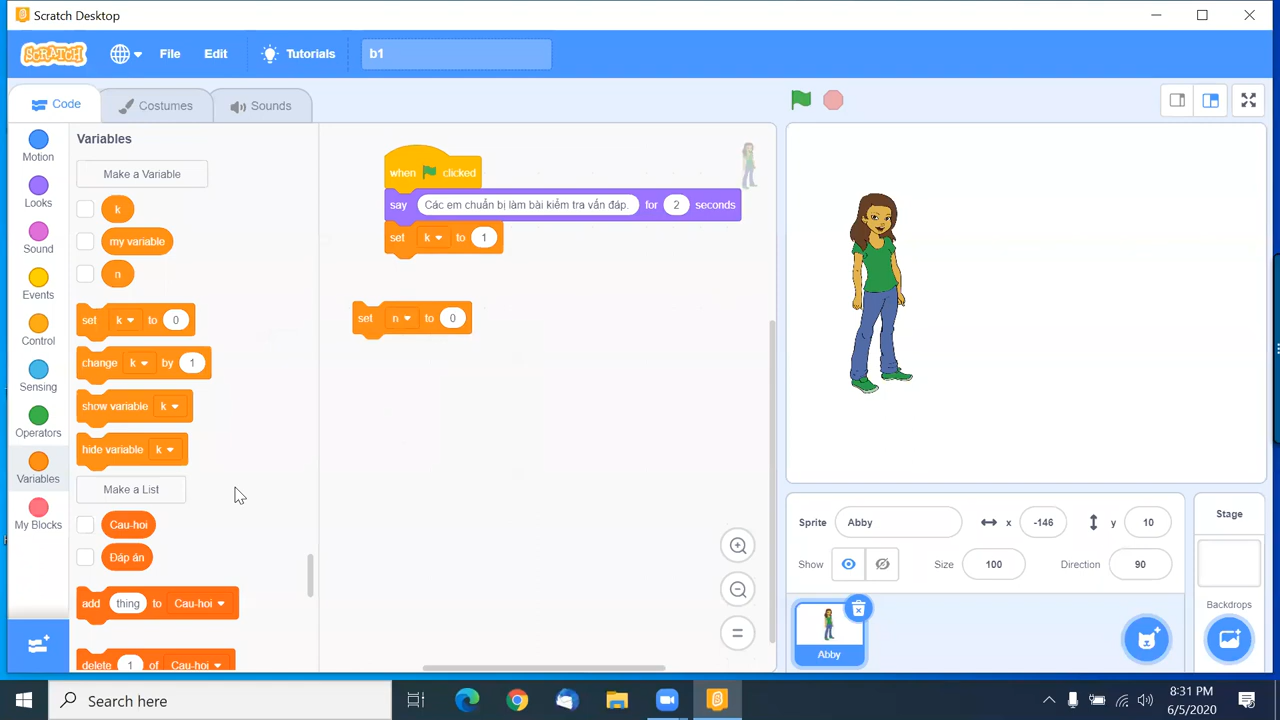 Scratch Desktop
SCRATCH
File
Edit
Tutorials
b1
Code
Costumes
Sounds
Motion
Looks
Sound
Events
Control
Sensing
Operators
Variables
My Blocks
Variables
Make a Variable
k
my variable
n
set k to 0
change k by 1
show variable k
hide variable k
Make a List
Cau-hoi
Đáp án
add thing to Cau-hoi
delete 1 of Cau-hoi
when clicked
say Các em chuẩn bị làm bài kiểm tra vấn đáp. for 2 seconds
set k to 1
set n to 0
Sprite Abby x -146 y 10
Show Size 100 Direction 90
Abby
Stage
Backdrops
Search here
8:31 PM
6/5/2020